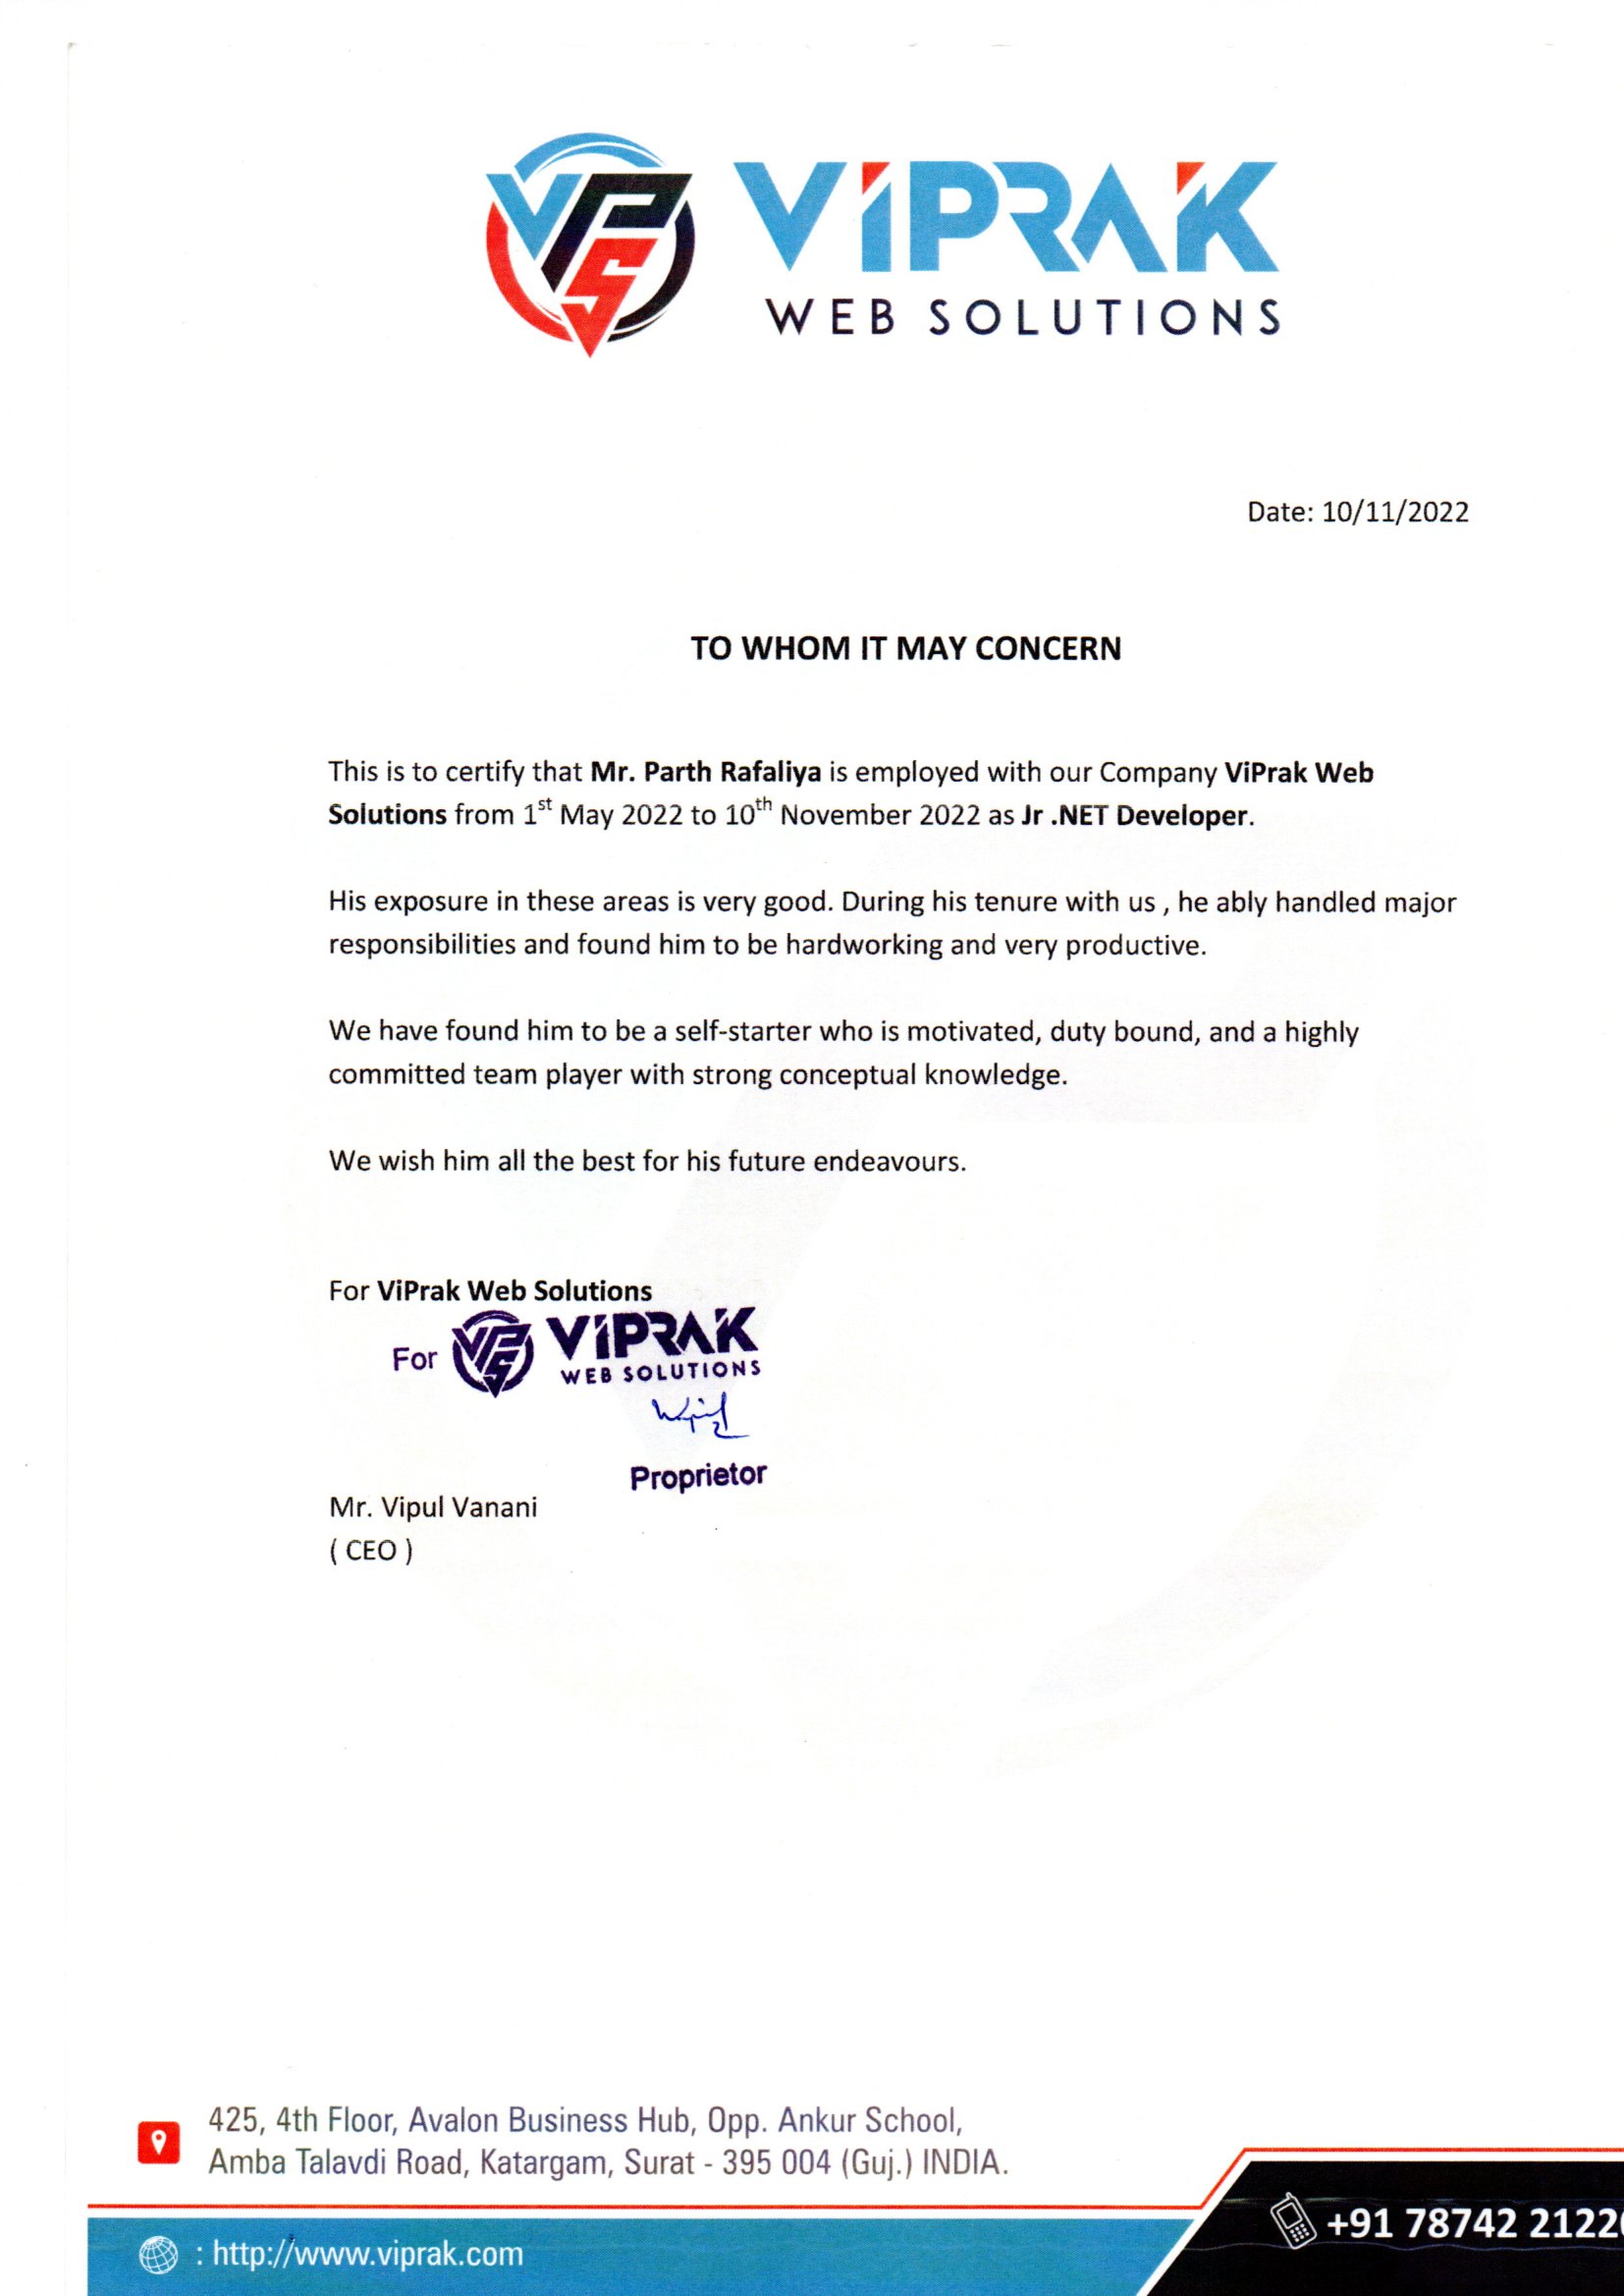 VPS VIPRAK
WEB SOLUTIONS
Date: 10/11/2022
TO WHOM IT MAY CONCERN
This is to certify that Mr. Parth Rafaliya is employed with our Company ViPrak Web
Solutions from 1st May 2022 to 10th November 2022 as Jr .NET Developer.
His exposure in these areas is very good. During his tenure with us , he ably handled major
responsibilities and found him to be hardworking and very productive.
We have found him to be a self-starter who is motivated, duty bound, and a highly
committed team player with strong conceptual knowledge.
We wish him all the best for his future endeavours.
For ViPrak Web Solutions
For VPS VIPRAK
WEB SOLUTIONS
Proprietor
Mr. Vipul Vanani
( CEO )
425, 4th Floor, Avalon Business Hub, Opp. Ankur School,
Amba Talavdi Road, Katargam, Surat - 395 004 (Guj.) INDIA.
+91 78742 2122
: http://www.viprak.com